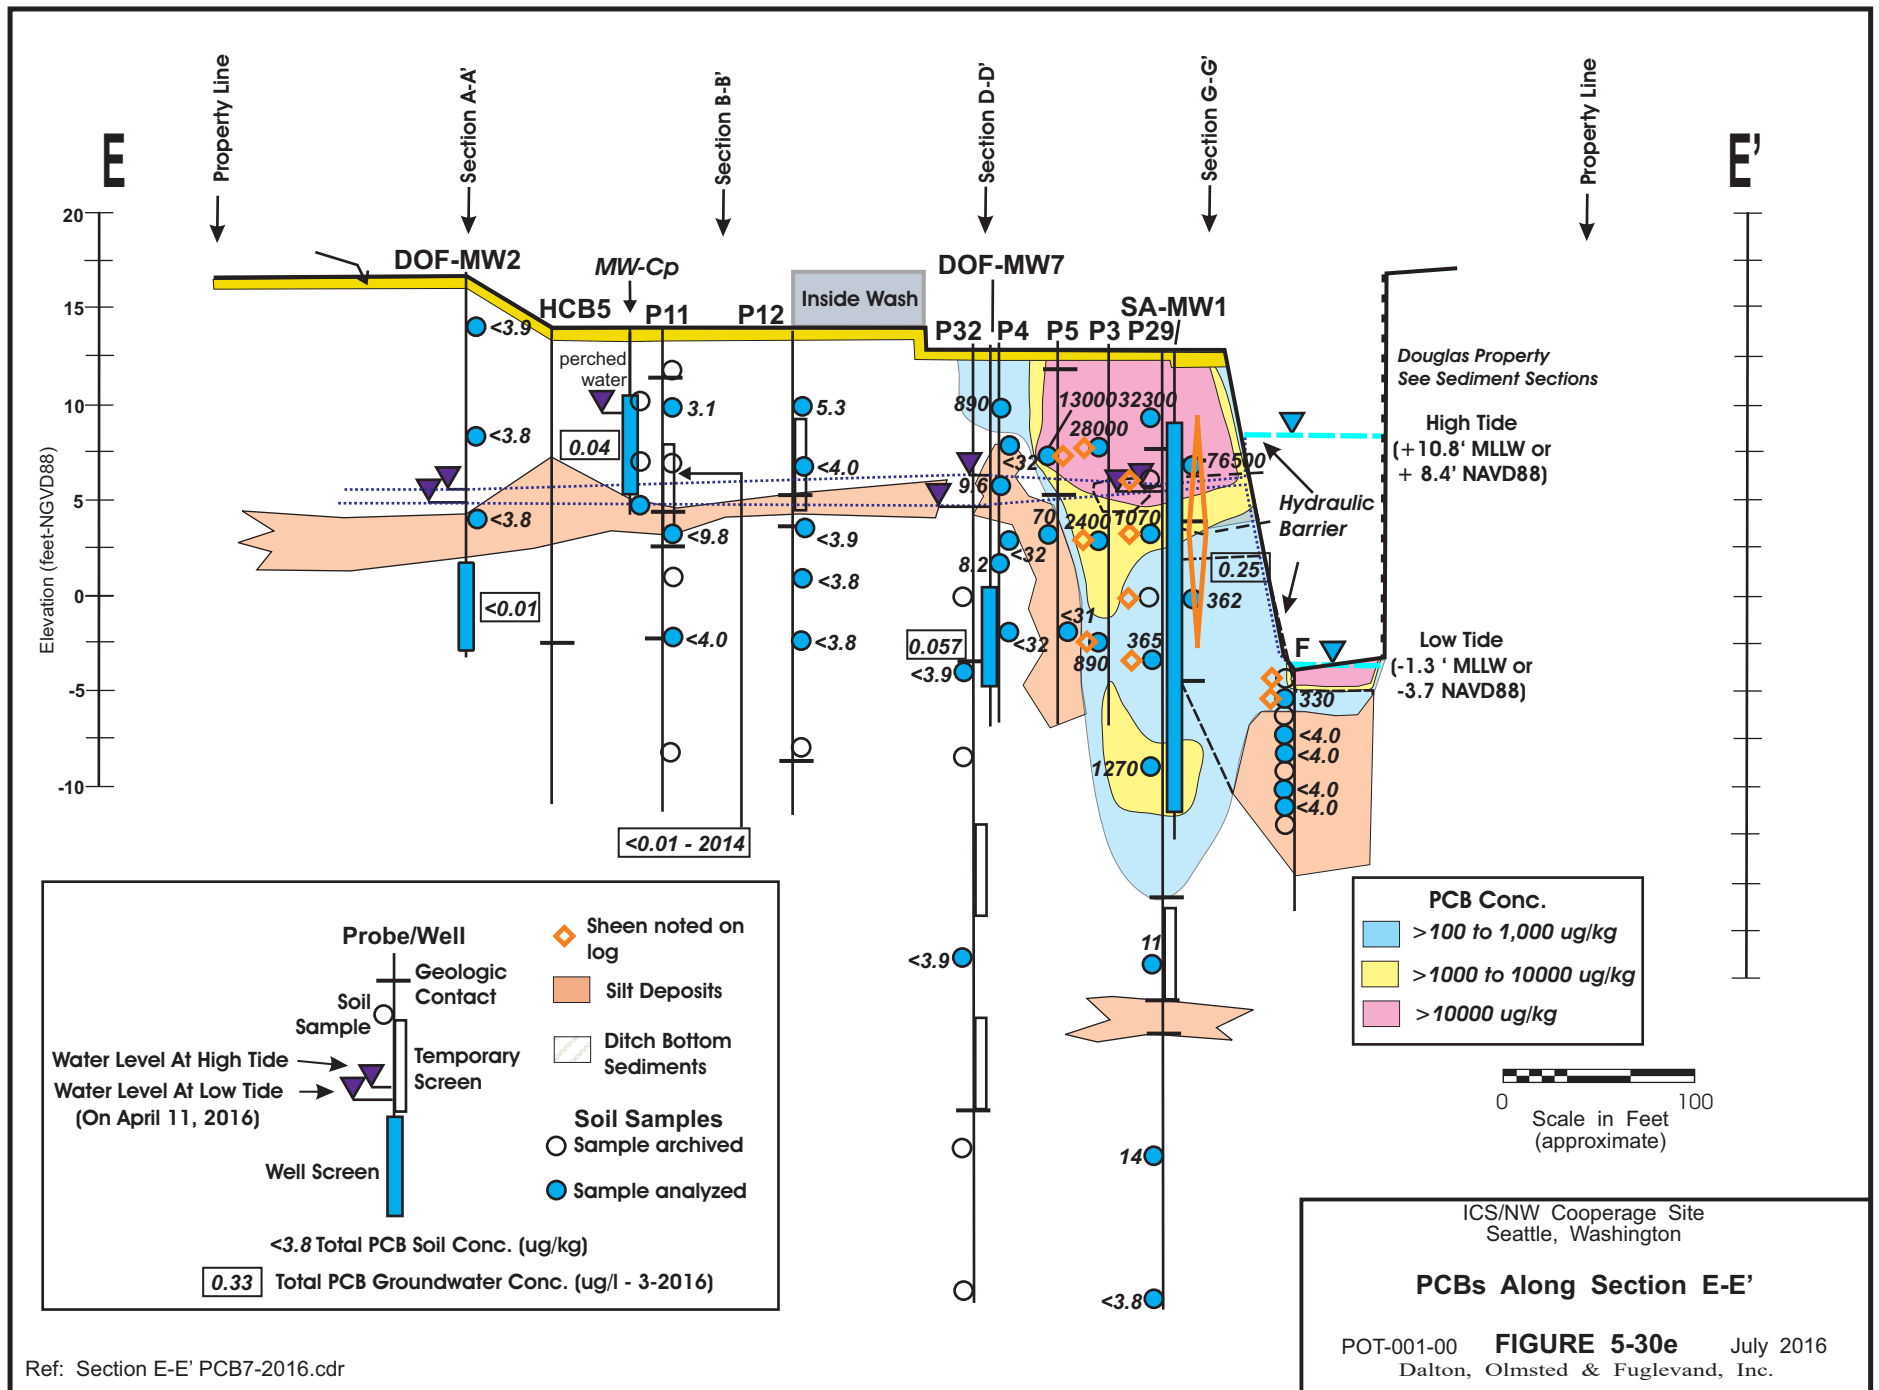 E
Property Line
Section A-A'
Section B-B'
Section D-D'
Section G-G'
Property Line
E'
Elevation (feet-NGVD88)
20
15
10
5
0
-5
-10
DOF-MW2
HCB5
MW-Cp
P11
P12
Inside Wash
DOF-MW7
P32
P4
P5
P3
P29
SA-MW1
perched
water
<3.9
<3.8
<3.8
<0.01
0.04
3.1
<9.8
<4.0
<0.01 - 2014
5.3
<4.0
<3.9
<3.8
<3.8
890
<32
9.6
<32
8.2
<32
0.057
<3.9
<3.9
13000
70
<31
28000
2400
890
32300
1070
365
1270
11
14
<3.8
76500
0.25
362
F
330
<4.0
<4.0
<4.0
<4.0
Hydraulic
Barrier
Douglas Property
See Sediment Sections
High Tide
(+10.8' MLLW or
+ 8.4' NAVD88)
Low Tide
(-1.3 ' MLLW or
-3.7 NAVD88)
Probe/Well
Geologic
Contact
Soil
Sample
Water Level At High Tide
Water Level At Low Tide
(On April 11, 2016)
Temporary
Screen
Well Screen
Sheen noted on
log
Silt Deposits
Ditch Bottom
Sediments
Soil Samples
Sample archived
Sample analyzed
<3.8 Total PCB Soil Conc. (ug/kg)
0.33 Total PCB Groundwater Conc. (ug/l - 3-2016)
PCB Conc.
>100 to 1,000 ug/kg
>1000 to 10000 ug/kg
>10000 ug/kg
0 100
Scale in Feet
(approximate)
ICS/NW Cooperage Site
Seattle, Washington
PCBs Along Section E-E'
POT-001-00 FIGURE 5-30e July 2016
Dalton, Olmsted & Fuglevand, Inc.
Ref: Section E-E' PCB7-2016.cdr